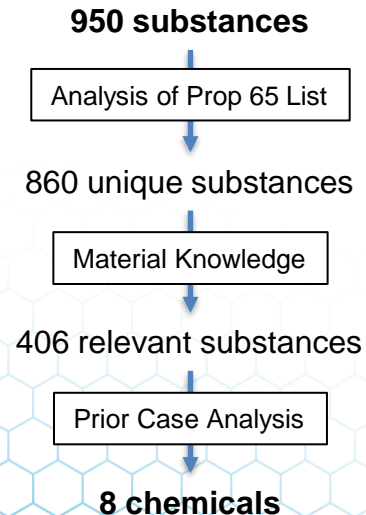 950 substances
Analysis of Prop 65 List
860 unique substances
Material Knowledge
406 relevant substances
Prior Case Analysis
8 chemicals